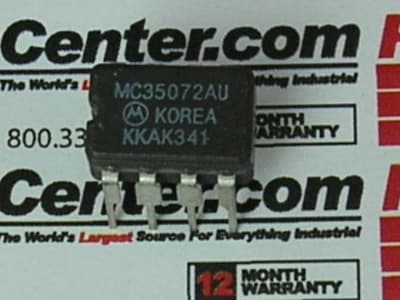 Center.com
The World's L Everything Industrial
MC35072AU
KOREA
KKAK341
800.33
MONTH
WARRANTY
Center.com
The World's Largest Source For Everything Industrial
12 MONTH
WARRANTY